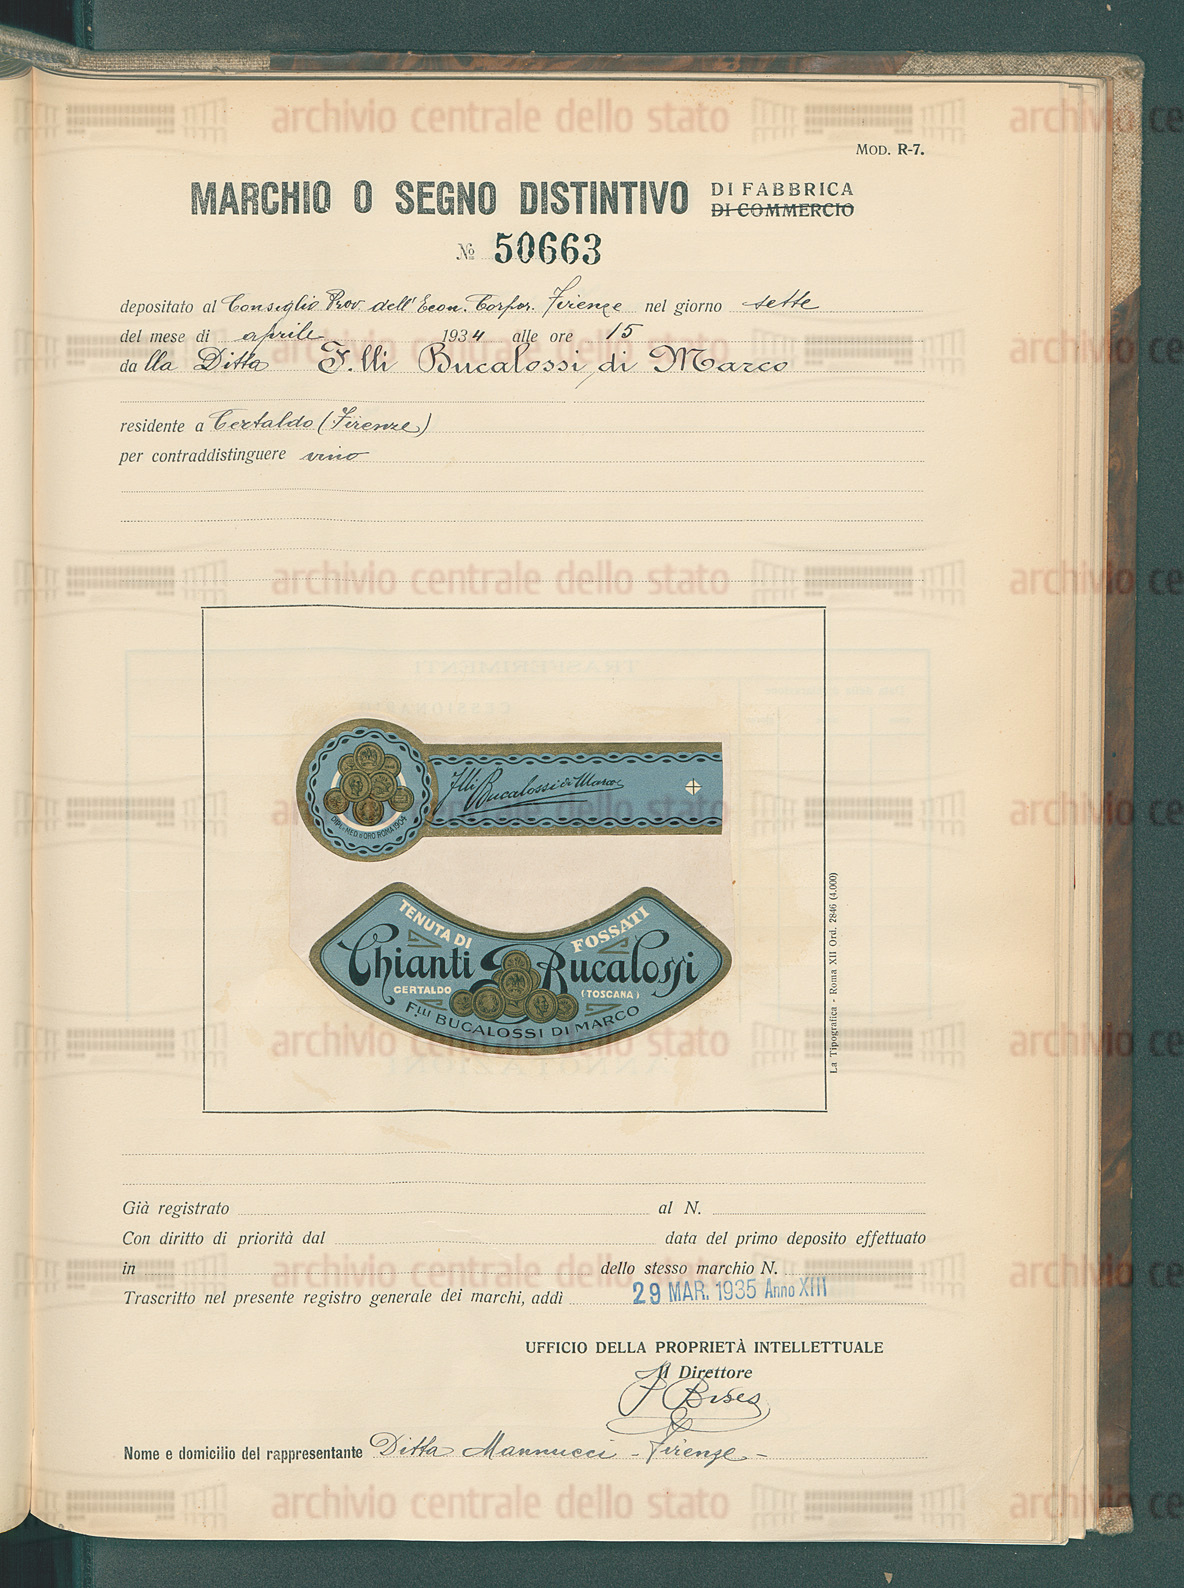 MOD. R-7.
MARCHIO O SEGNO DISTINTIVO DI FABBRICA
DI COMMERCIO
No 50663
depositato al Consiglio Prov. dell'Econ. Corpor. Firenze nel giorno sette
del mese di aprile 1934 alle ore 15
dalla Ditta F.lli Bucalossi di Marco
residente a Certaldo (Firenze)
per contraddistinguere vino
F.lli Bucalossi di Marco
DIPL. MED. D'ORO ROMA 1904
TENUTA DI FOSSATI
Chianti Bucalossi
CERTALDO (TOSCANA)
F.LLI BUCALOSSI DI MARCO
La Tipografica - Roma XII Ord. 2846 (4.000)
Già registrato al N.
Con diritto di priorità dal data del primo deposito effettuato
in dello stesso marchio N.
Trascritto nel presente registro generale dei marchi, addì 29 MAR. 1935 Anno XIII
UFFICIO DELLA PROPRIETÀ INTELLETTUALE
Il Direttore
Nome e domicilio del rappresentante Ditta Mannucci - Firenze -
archivio centrale dello stato